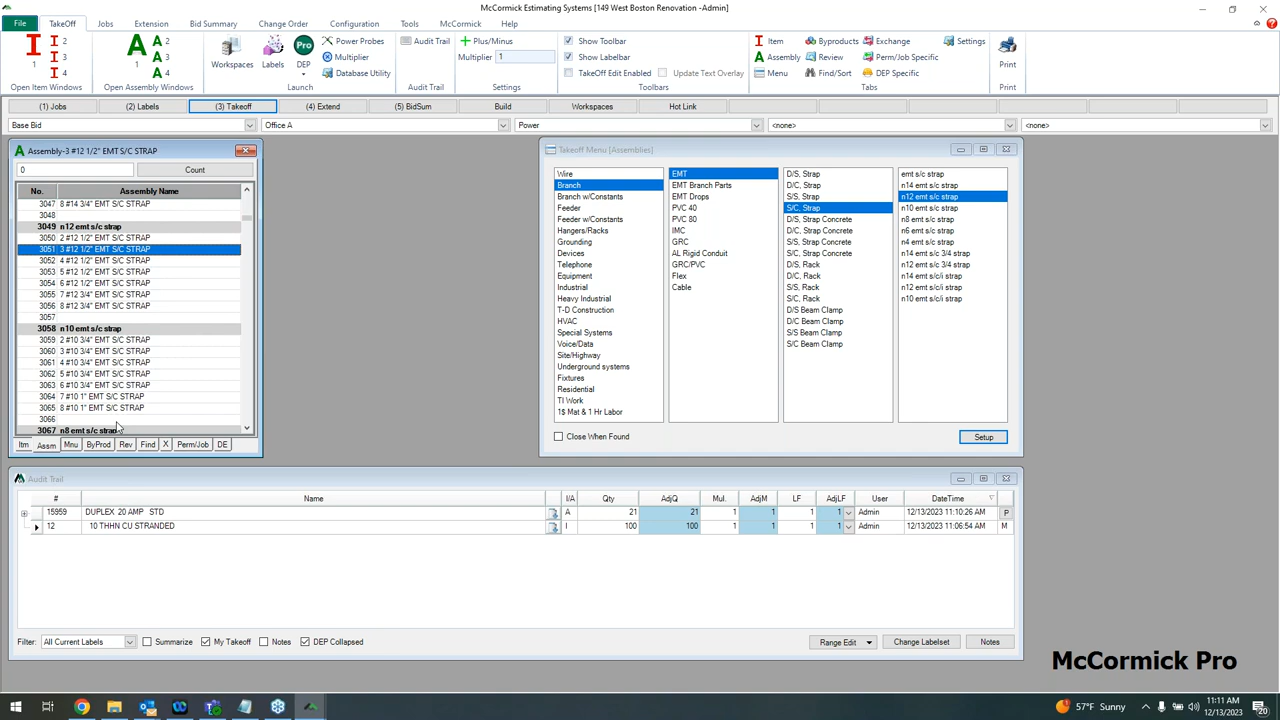 McCormick Estimating Systems [149 West Boston Renovation -Admin]
File TakeOff Jobs Extension Bid Summary Change Order Configuration Tools McCormick Help
1 2 3 4 Open Item Windows
1 2 3 4 Open Assembly Windows
Workspaces Labels Pro DEP Power Probes Multiplier Database Utility Launch
Audit Trail Audit Trail
Plus/Minus Multiplier 1 Settings
Show Toolbar Show Labelbar TakeOff Edit Enabled Update Text Overlay Toolbars
Item Assembly Menu Byproducts Review Find/Sort Exchange Perm/Job Specific DEP Specific Settings Tabs
Print Print
(1) Jobs (2) Labels (3) Takeoff (4) Extend (5) BidSum Build Workspaces Hot Link
Base Bid Office A Power <none> <none>
Assembly-3 #12 1/2" EMT S/C STRAP
0 Count
No. Assembly Name
3047 8 #14 3/4" EMT S/C STRAP
3048
3049 n12 emt s/c strap
3050 2 #12 1/2" EMT S/C STRAP
3051 3 #12 1/2" EMT S/C STRAP
3052 4 #12 1/2" EMT S/C STRAP
3053 5 #12 1/2" EMT S/C STRAP
3054 6 #12 1/2" EMT S/C STRAP
3055 7 #12 3/4" EMT S/C STRAP
3056 8 #12 3/4" EMT S/C STRAP
3057
3058 n10 emt s/c strap
3059 2 #10 3/4" EMT S/C STRAP
3060 3 #10 3/4" EMT S/C STRAP
3061 4 #10 3/4" EMT S/C STRAP
3062 5 #10 3/4" EMT S/C STRAP
3063 6 #10 3/4" EMT S/C STRAP
3064 7 #10 1" EMT S/C STRAP
3065 8 #10 1" EMT S/C STRAP
3066
3067 n8 emt s/c strap
Itm Assm Mnu ByProd Rev Find X Perm/Job DE
Takeoff Menu [Assemblies]
Wire
Branch
Branch w/Constants
Feeder
Feeder w/Constants
Hangers/Racks
Grounding
Devices
Telephone
Equipment
Industrial
Heavy Industrial
T-D Construction
HVAC
Special Systems
Voice/Data
Site/Highway
Underground systems
Fixtures
Residential
TI Work
1$ Mat & 1 Hr Labor
EMT
EMT Branch Parts
EMT Drops
PVC 40
PVC 80
IMC
GRC
AL Rigid Conduit
GRC/PVC
Flex
Cable
D/S, Strap
D/C, Strap
S/S, Strap
S/C, Strap
D/S, Strap Concrete
D/C, Strap Concrete
S/S, Strap Concrete
S/C, Strap Concrete
D/S, Rack
D/C, Rack
S/S, Rack
S/C, Rack
D/S Beam Clamp
D/C Beam Clamp
S/S Beam Clamp
S/C Beam Clamp
emt s/c strap
n14 emt s/c strap
n12 emt s/c strap
n10 emt s/c strap
n8 emt s/c strap
n6 emt s/c strap
n4 emt s/c strap
n14 emt s/c 3/4 strap
n12 emt s/c 3/4 strap
n14 emt s/c/i strap
n12 emt s/c/i strap
n10 emt s/c/i strap
Close When Found Setup
Audit Trail
# Name I/A Qty AdjQ Mul. AdjM LF AdjLF User DateTime
15959 DUPLEX 20 AMP STD A 21 21 1 1 1 1 Admin 12/13/2023 11:10:26 AM P
12 10 THHN CU STRANDED I 100 100 1 1 1 1 Admin 12/13/2023 11:06:54 AM M
Filter: All Current Labels Summarize My Takeoff Notes DEP Collapsed Range Edit Change Labelset Notes
McCormick Pro
57°F Sunny 11:11 AM
12/13/2023 20